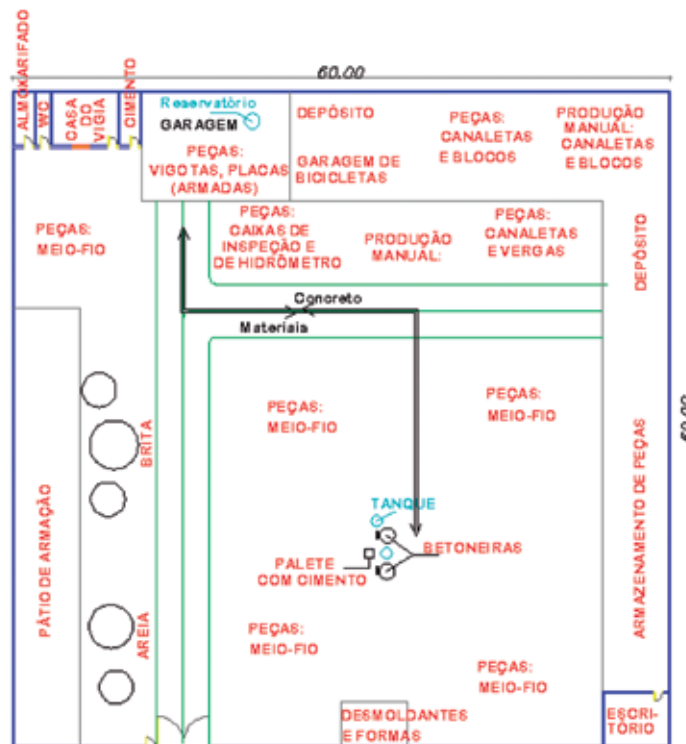 60.00
ALMOXARIFADO
WC
CASA
DO
VIGIA
CIMENTO
Reservatório
GARAGEM
PEÇAS:
VIGOTAS, PLACAS
(ARMADAS)
DEPÓSITO
GARAGEM DE
BICICLETAS
PEÇAS:
CANALETAS
E BLOCOS
PRODUÇÃO
MANUAL:
CANALETAS
E BLOCOS
PEÇAS:
MEIO-FIO
PEÇAS:
CAIXAS DE
INSPEÇÃO E
DE HIDRÔMETRO
PRODUÇÃO
MANUAL:
PEÇAS:
CANALETAS
E VERGAS
DEPÓSITO
Concreto
Materiais
PEÇAS:
MEIO-FIO
PEÇAS:
MEIO-FIO
60.00
BRITA
PÁTIO DE ARMAÇÃO
AREIA
TANQUE
BETONEIRAS
PALETE
COM CIMENTO
ARMAZENAMENTO DE PEÇAS
PEÇAS:
MEIO-FIO
PEÇAS:
MEIO-FIO
DESMOLDANTES
E FORMAS
ESCRI-
TÓRIO